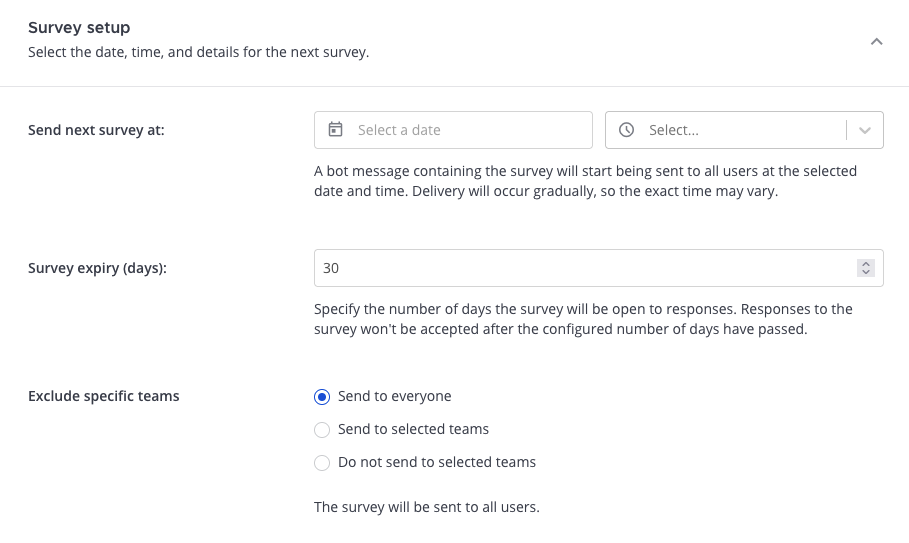 Survey setup
Select the date, time, and details for the next survey.
Send next survey at:
Select a date
Select...
A bot message containing the survey will start being sent to all users at the selected
date and time. Delivery will occur gradually, so the exact time may vary.
Survey expiry (days):
30
Specify the number of days the survey will be open to responses. Responses to the
survey won't be accepted after the configured number of days have passed.
Exclude specific teams
Send to everyone
Send to selected teams
Do not send to selected teams
The survey will be sent to all users.